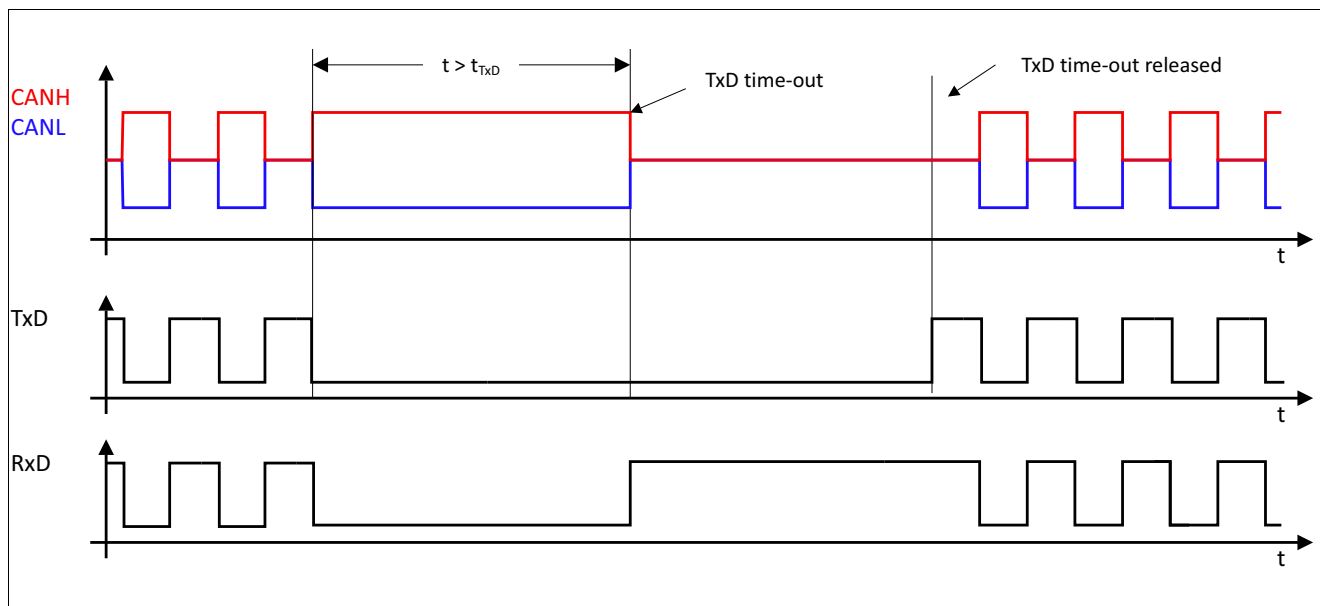 t > tTxD
TxD time-out
TxD time-out released
CANH
CANL
t
TxD
t
RxD
t